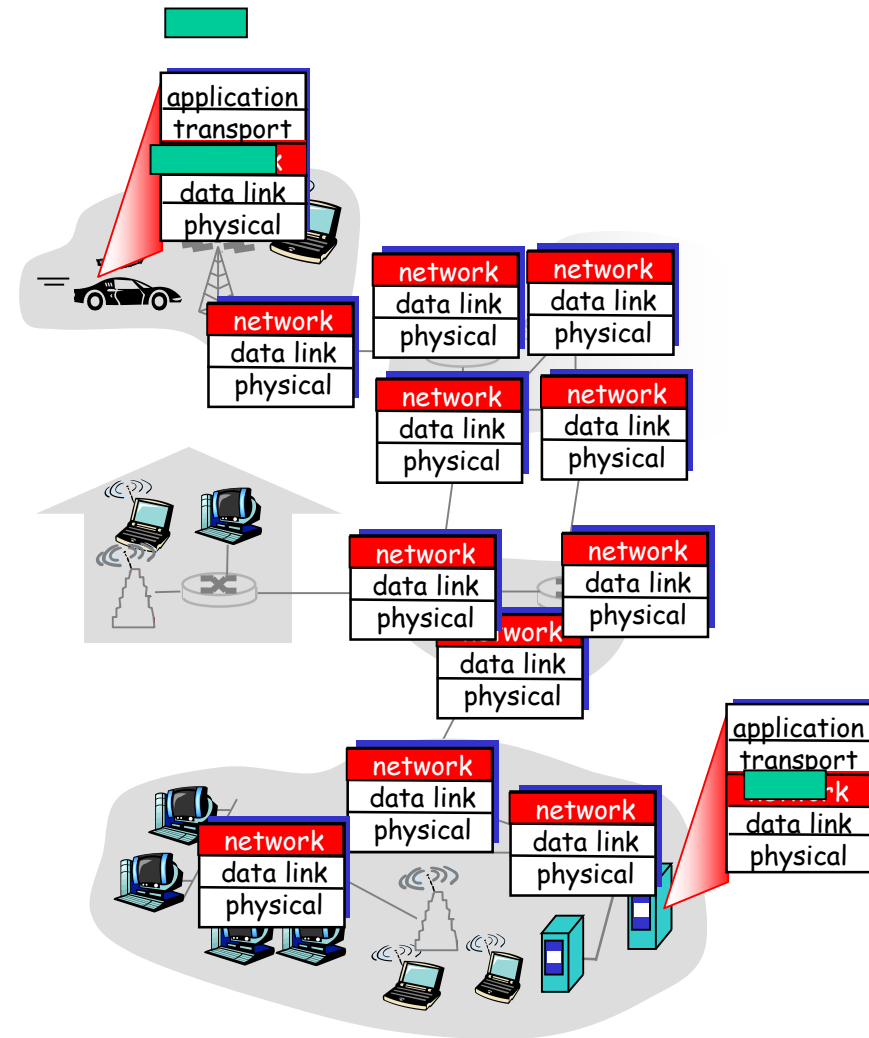 application
transport
k
data link
physical
network
data link
physical
network
data link
physical
network
data link
physical
network
data link
physical
network
data link
physical
network
data link
physical
network
data link
physical
work
data link
physical
application
transport
rk
data link
physical
network
data link
physical
network
data link
physical
network
data link
physical